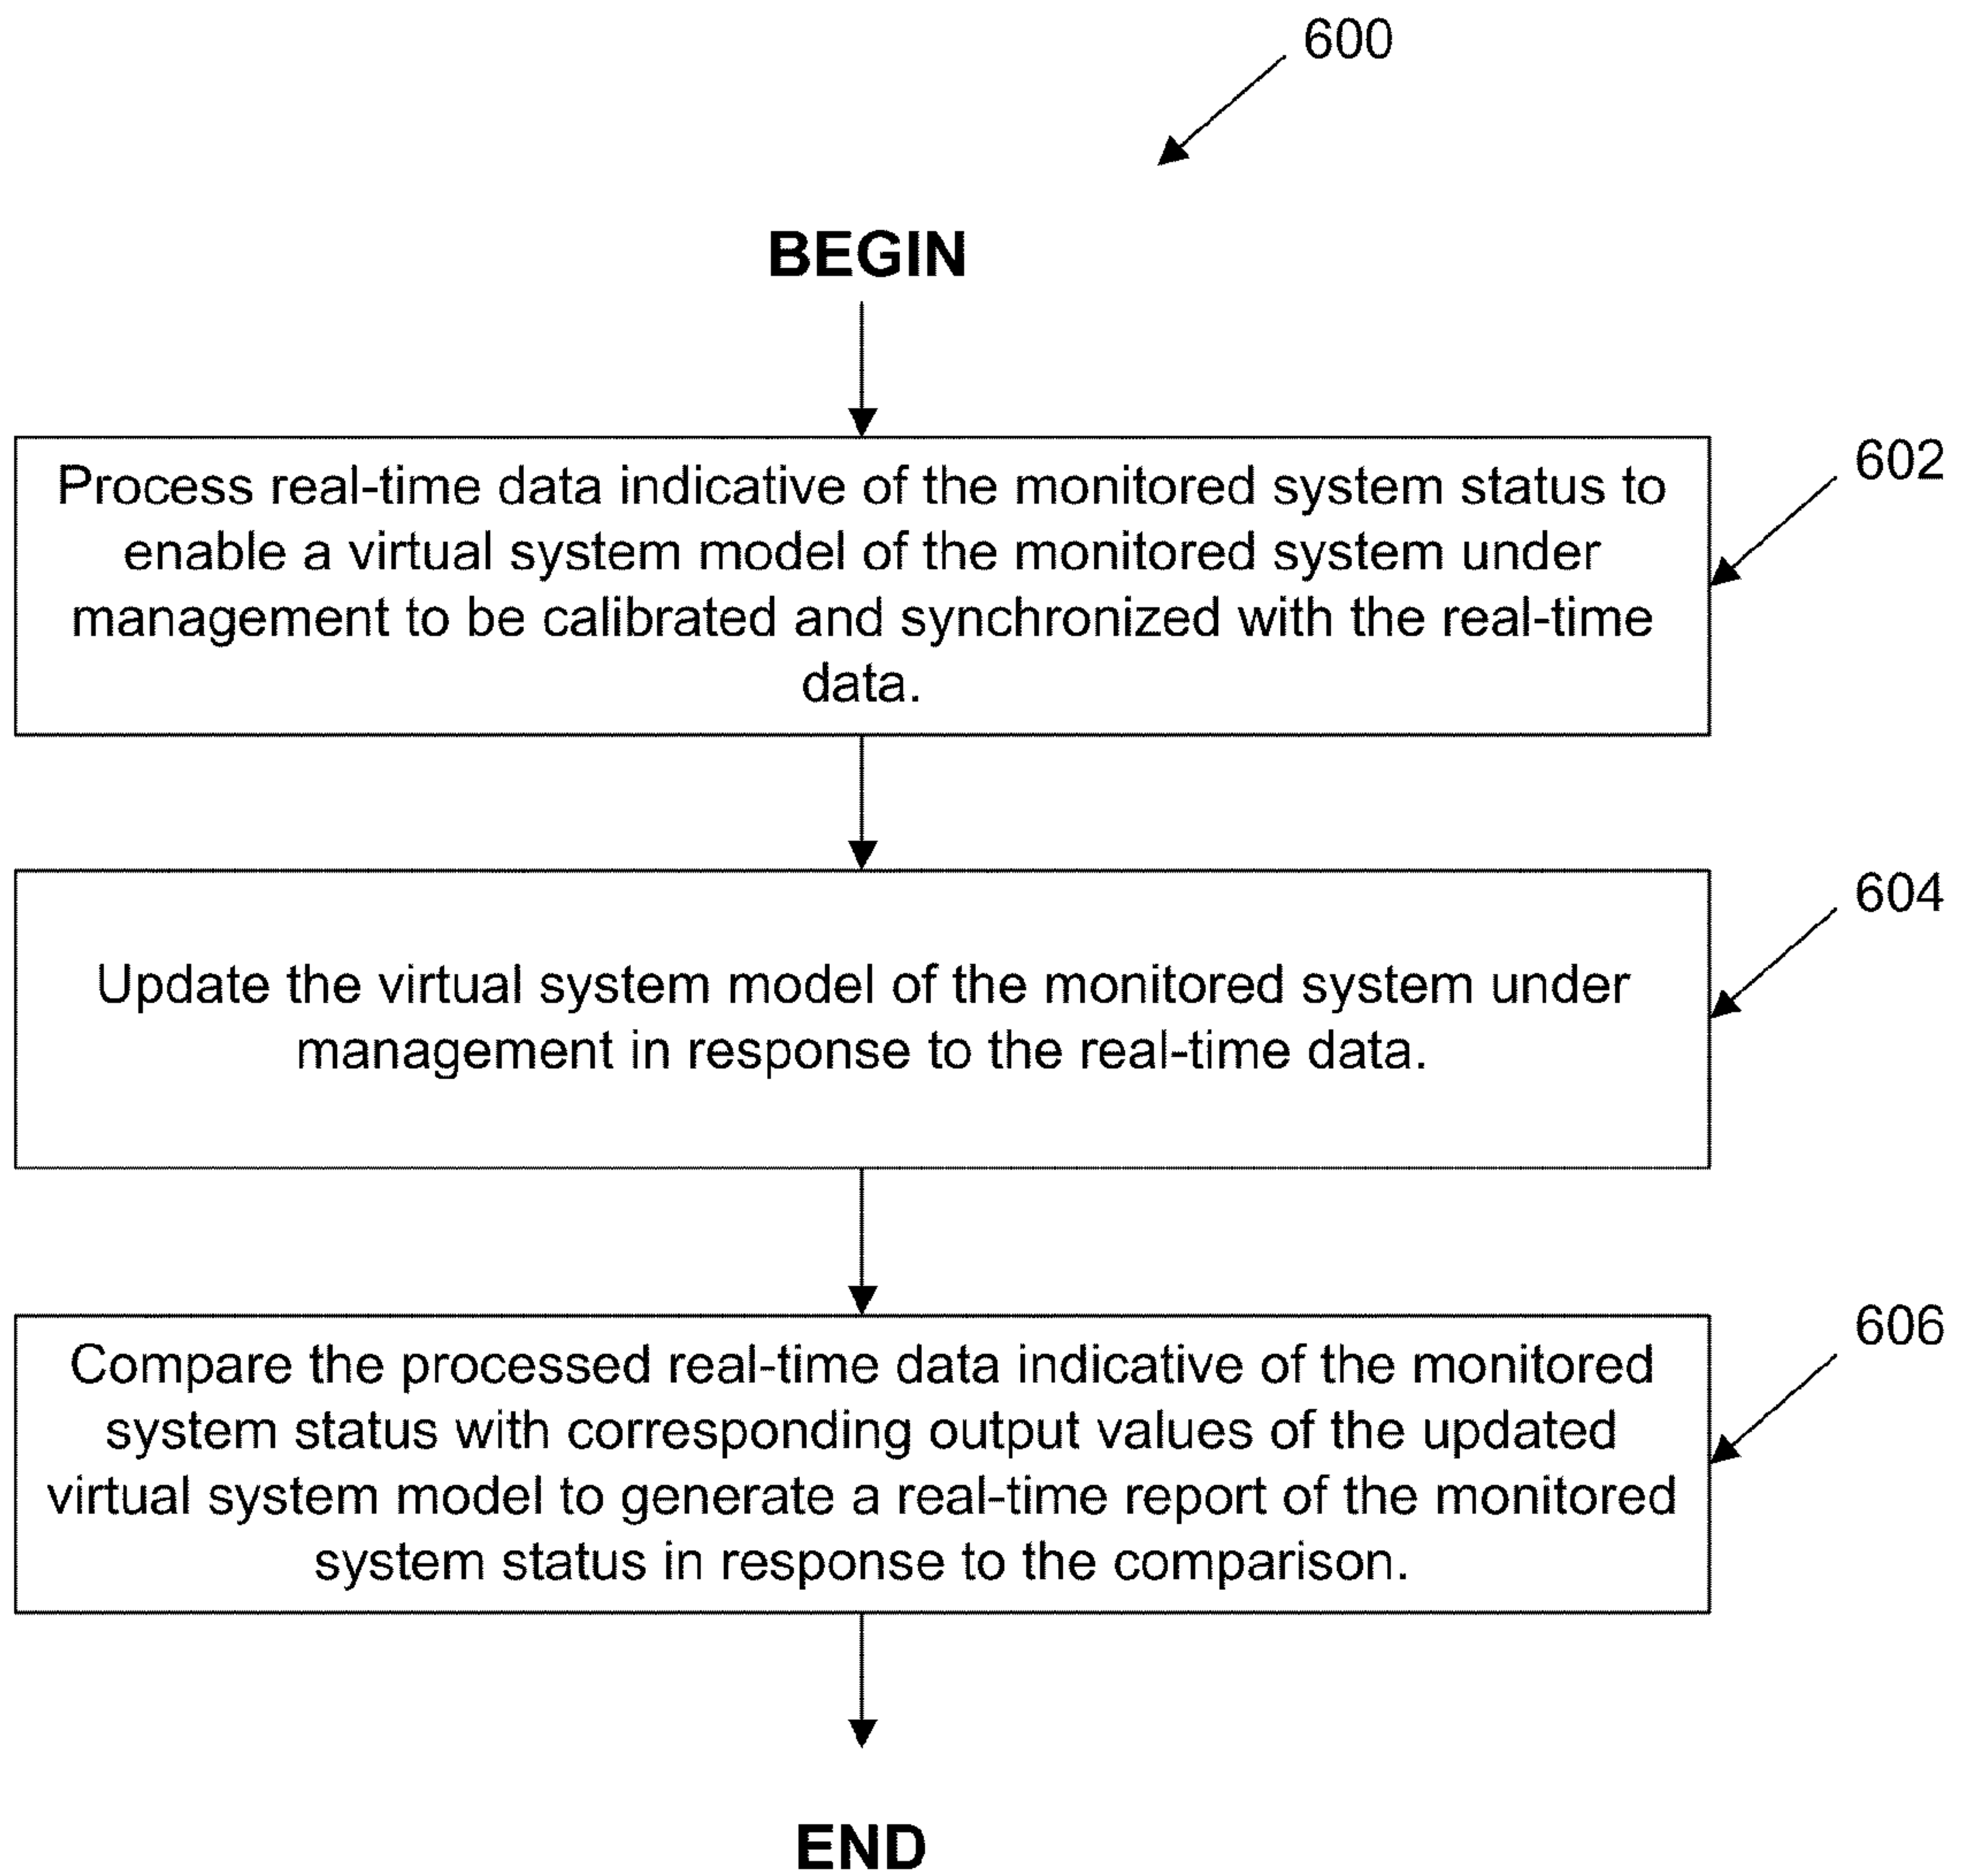 600
BEGIN
Process real-time data indicative of the monitored system status to
enable a virtual system model of the monitored system under
management to be calibrated and synchronized with the real-time
data.
602
Update the virtual system model of the monitored system under
management in response to the real-time data.
604
Compare the processed real-time data indicative of the monitored
system status with corresponding output values of the updated
virtual system model to generate a real-time report of the monitored
system status in response to the comparison.
606
END